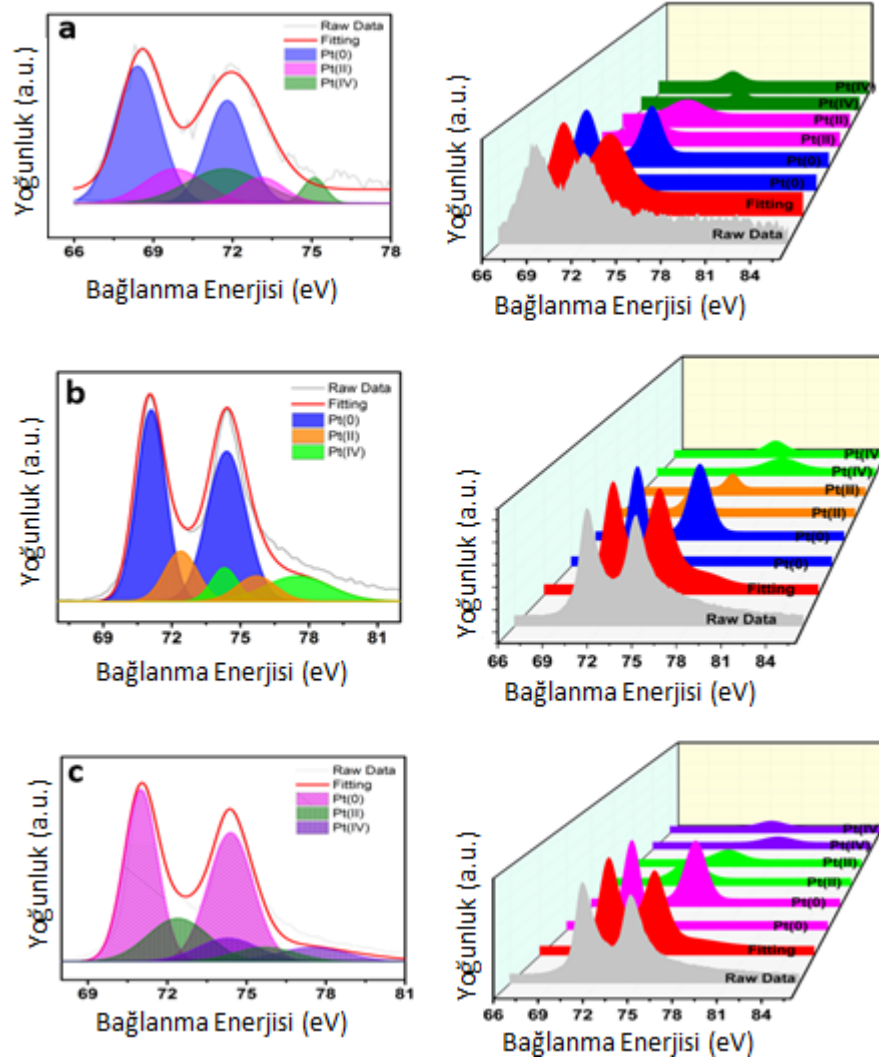 a
Raw Data
Fitting
Pt(0)
Pt(II)
Pt(IV)
Yoğunluk (a.u.)
66 69 72 75 78
Bağlanma Enerjisi (eV)
Pt(IV)
Pt(IV)
Pt(II)
Pt(II)
Pt(0)
Pt(0)
Fitting
Raw Data
Yoğunluk (a.u.)
66 69 72 75 78 81 84
Bağlanma Enerjisi (eV)
b
Raw Data
Fitting
Pt(0)
Pt(II)
Pt(IV)
Yoğunluk (a.u.)
69 72 75 78 81
Bağlanma Enerjisi (eV)
Pt(IV
Pt(IV)
Pt(II)
Pt(II)
Pt(0)
Pt(0)
Fitting
Raw Data
Yoğunluk (a.u.)
66 69 72 75 78 81 84
Bağlanma Enerjisi (eV)
c
Raw Data
Fitting
Pt(0)
Pt(II)
Pt(IV)
Yoğunluk (a.u.)
69 72 75 78 81
Bağlanma Enerjisi (eV)
Pt(IV
Pt(IV)
Pt(II)
Pt(II)
Pt(0)
Pt(0)
Fitting
Raw Data
Yoğunluk (a.u.)
66 69 72 75 78 81 84
Bağlanma Enerjisi (eV)